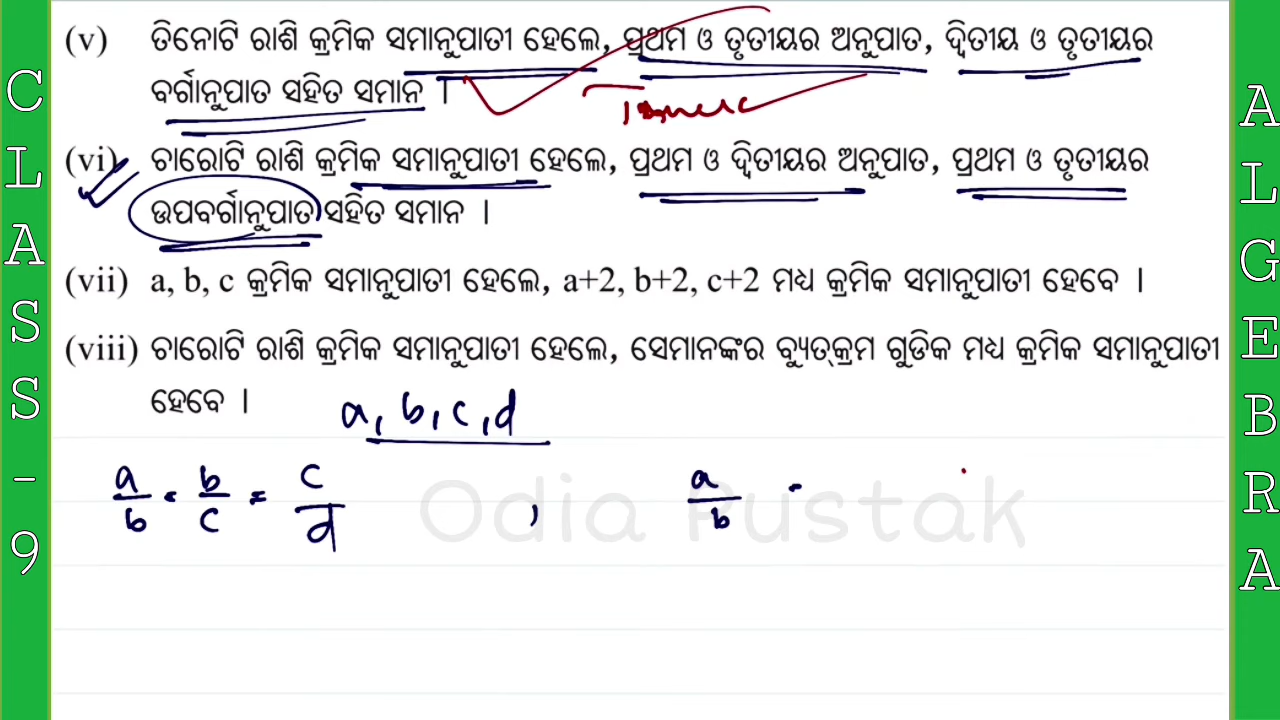 CLASS-9
(v) ତିନୋଟି ରାଶି କ୍ରମିକ ସମାନୁପାତୀ ହେଲେ, ପ୍ରଥମ ଓ ତୃତୀୟର ଅନୁପାତ, ଦ୍ବିତୀୟ ଓ ତୃତୀୟର
ବର୍ଗାନୁପାତ ସହିତ ସମାନ ।
(vi) ଚାରୋଟି ରାଶି କ୍ରମିକ ସମାନୁପାତୀ ହେଲେ, ପ୍ରଥମ ଓ ଦ୍ବିତୀୟର ଅନୁପାତ, ପ୍ରଥମ ଓ ତୃତୀୟର
ଉପବର୍ଗାନୁପାତ ସହିତ ସମାନ ।
(vii) a, b, c କ୍ରମିକ ସମାନୁପାତୀ ହେଲେ, a+2, b+2, c+2 ମଧ୍ୟ କ୍ରମିକ ସମାନୁପାତୀ ହେବେ ।
(viii) ଚାରୋଟି ରାଶି କ୍ରମିକ ସମାନୁପାତୀ ହେଲେ, ସେମାନଙ୍କର ବ୍ୟୁତ୍‌କ୍ରମ ଗୁଡିକ ମଧ୍ୟ କ୍ରମିକ ସମାନୁପାତୀ
ହେବେ ।
a, b, c, d
a/b = b/c = c/d , a/b =
Odia Pustak
ALGEBRA